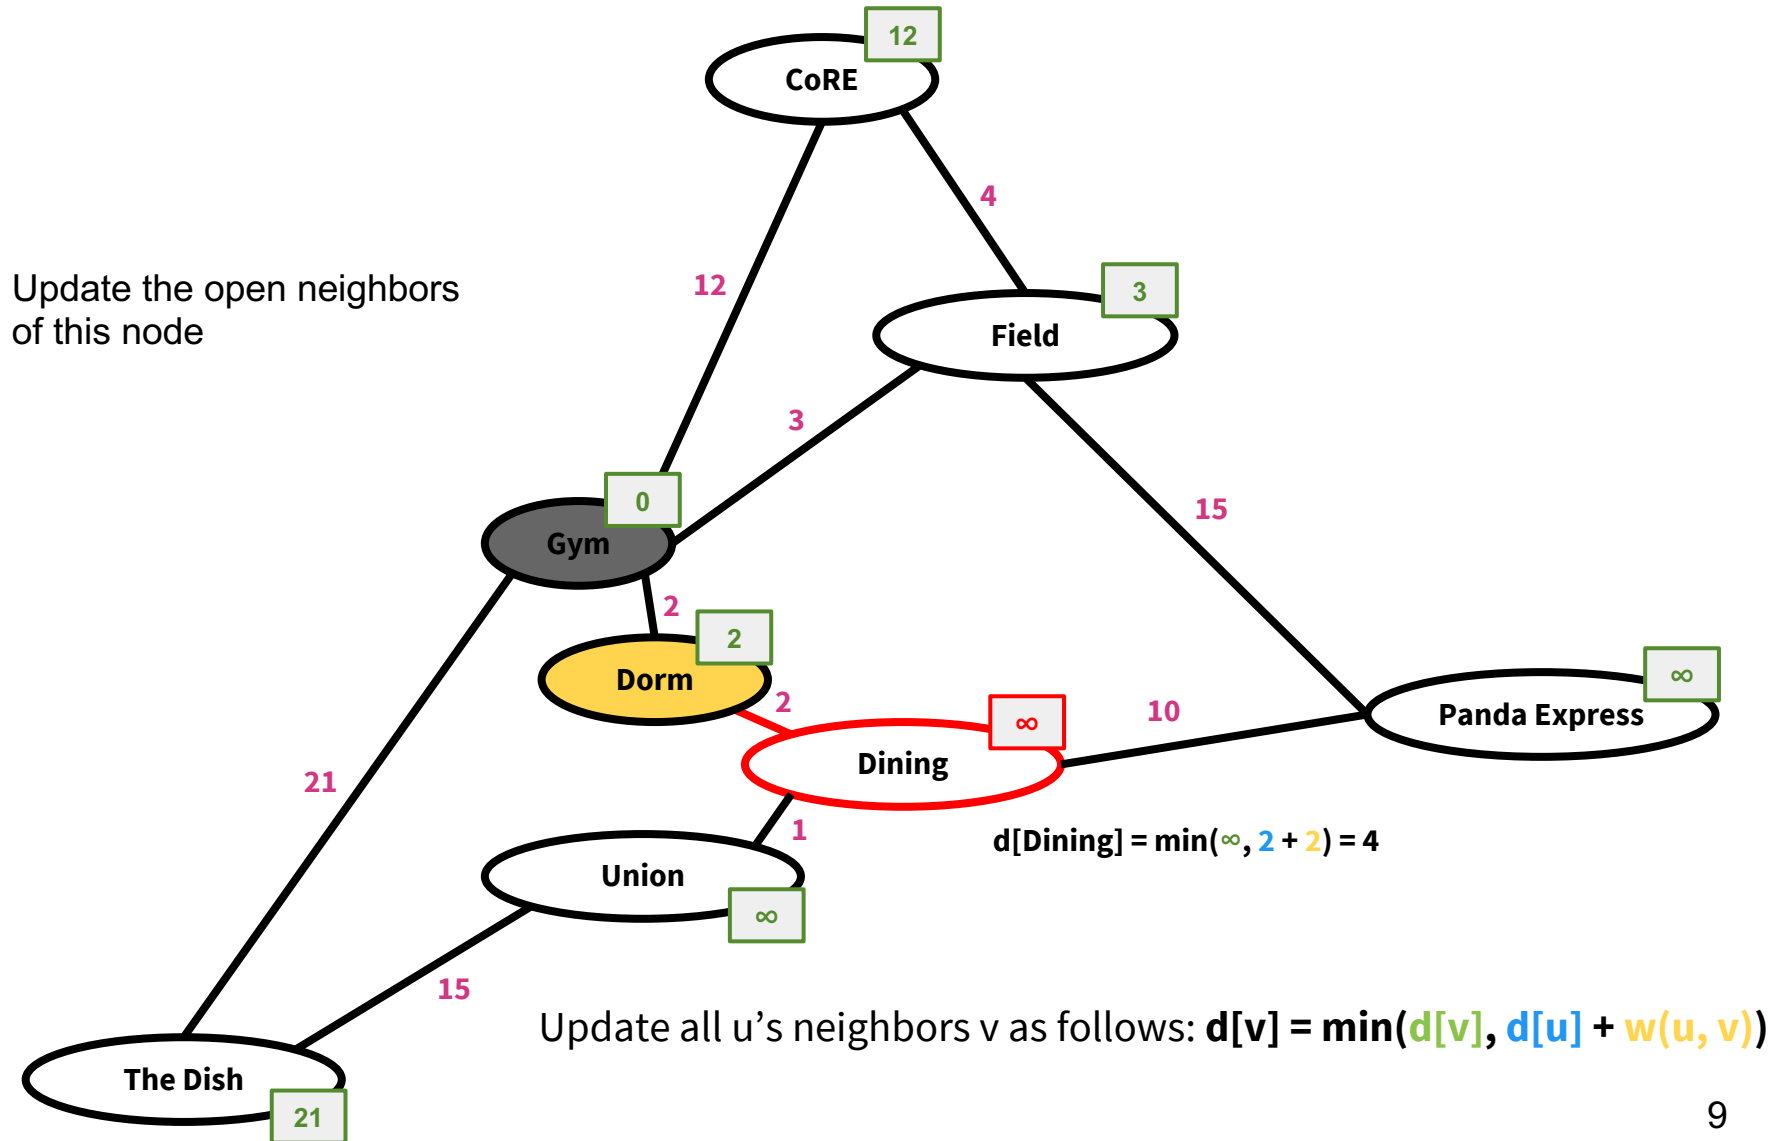 12
CoRE
4
Update the open neighbors
of this node
12
3
Field
3
0
Gym
15
2
2
Dorm
2
∞
∞
Panda Express
10
Dining
21
1
d[Dining] = min(∞, 2 + 2) = 4
Union
∞
15
Update all u’s neighbors v as follows: d[v] = min(d[v], d[u] + w(u, v))
The Dish
21
9